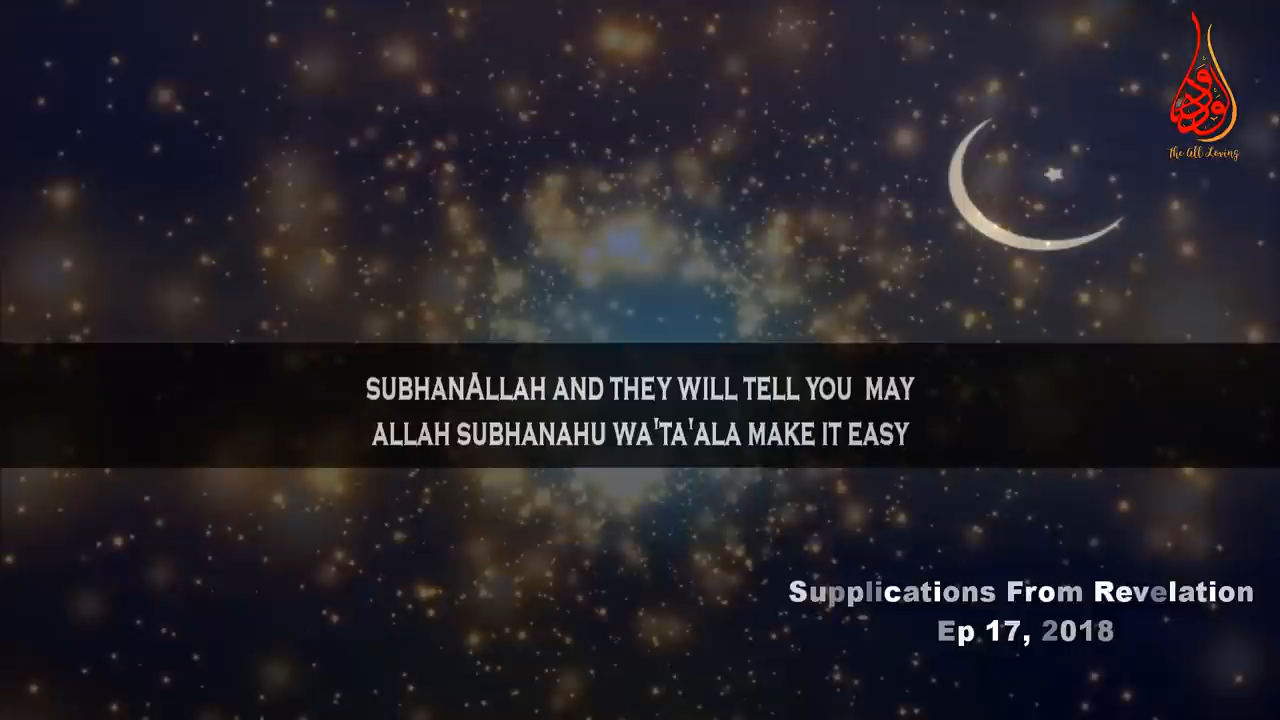 الودود
The All Loving
SUBHANALLAH AND THEY WILL TELL YOU MAY
ALLAH SUBHANAHU WA'TA'ALA MAKE IT EASY
Supplications From Revelation
Ep 17, 2018